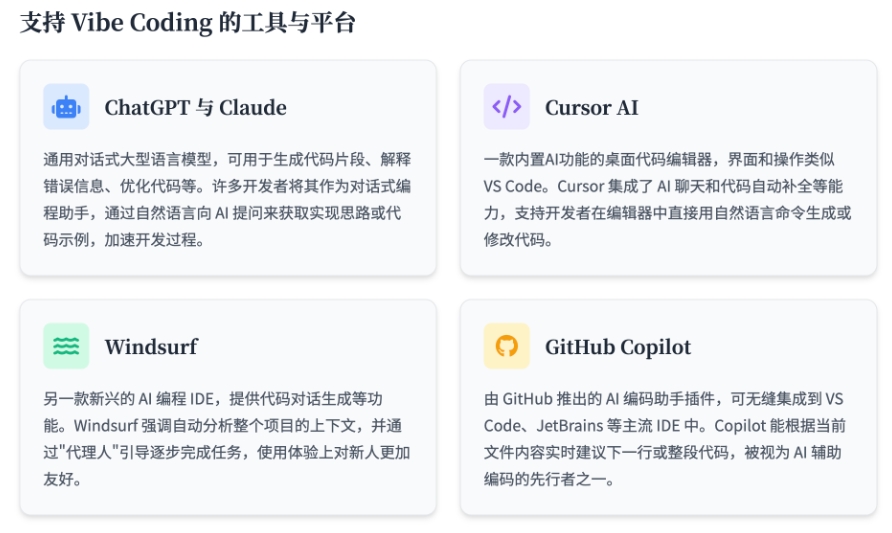 支持 Vibe Coding 的工具与平台
ChatGPT 与 Claude
通用对话式大型语言模型，可用于生成代码片段、解释
错误信息、优化代码等。许多开发者将其作为对话式编
程助手，通过自然语言向 AI 提问来获取实现思路或代
码示例，加速开发过程。
Cursor AI
一款内置AI功能的桌面代码编辑器，界面和操作类似
VS Code。Cursor 集成了 AI 聊天和代码自动补全等能
力，支持开发者在编辑器中直接用自然语言命令生成或
修改代码。
Windsurf
另一款新兴的 AI 编程 IDE，提供代码对话生成等功
能。Windsurf 强调自动分析整个项目的上下文，并通
过"代理人"引导逐步完成任务，使用体验上对新人更加
友好。
GitHub Copilot
由 GitHub 推出的 AI 编码助手插件，可无缝集成到 VS
Code、JetBrains 等主流 IDE 中。Copilot 能根据当前
文件内容实时建议下一行或整段代码，被视为 AI 辅助
编码的先行者之一。